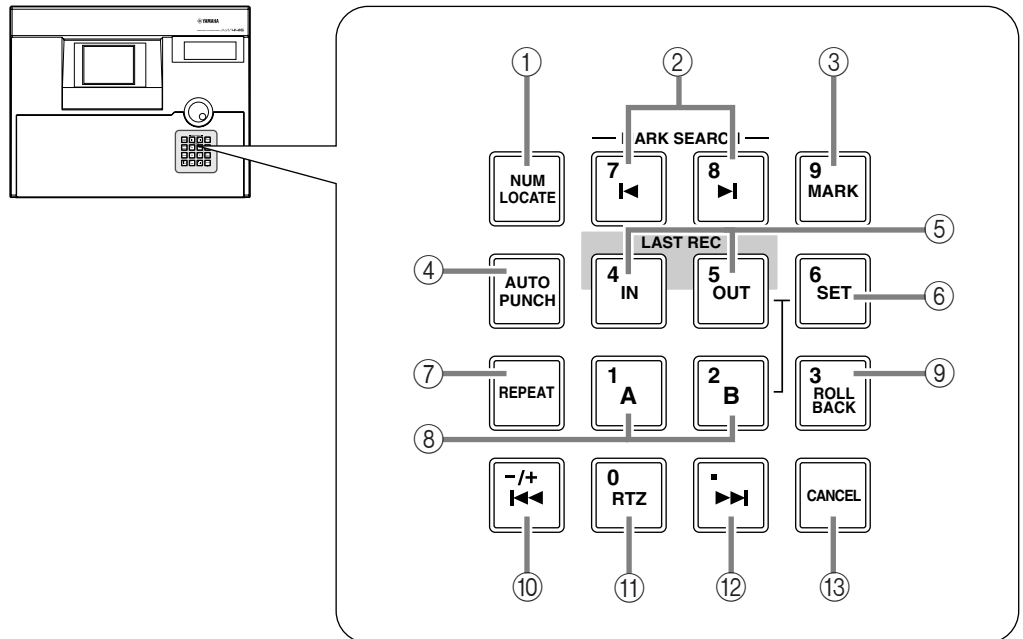 YAMAHA
① ② ③
MARK SEARCH
NUM
LOCATE
7
8
9
MARK
LAST REC
⑤
④
AUTO
PUNCH
4
IN
5
OUT
6
SET
⑥
⑦
REPEAT
1
A
2
B
3
ROLL
BACK
⑨
⑧
-/+
0
RTZ
.
CANCEL
⑩ ⑪ ⑫ ⑬